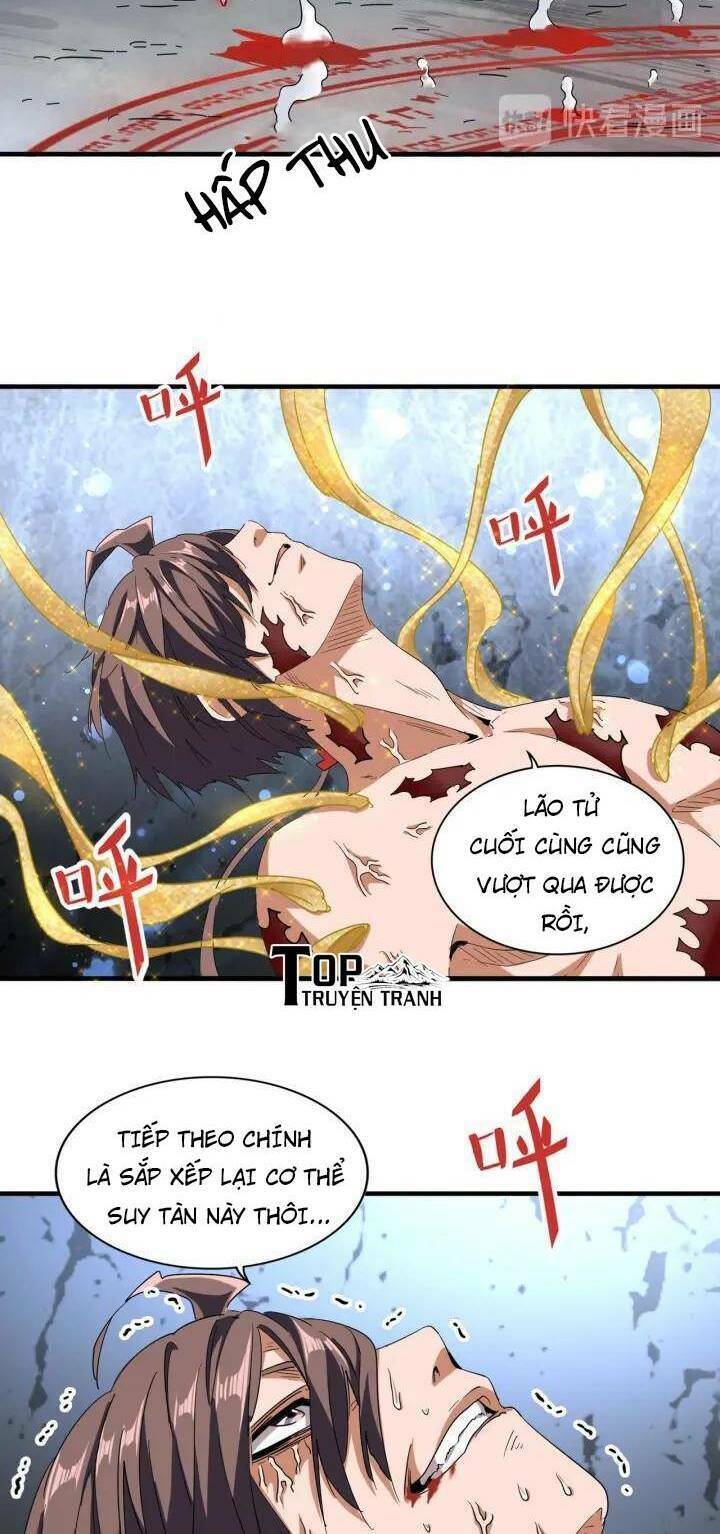 快看漫画
HẤP THU
呼
呼
LÃO TỬ
CUỐI CÙNG CŨNG
VƯỢT QUA ĐƯỢC
RỒI,
呼
TOP
TRUYỆN TRANH
呼
TIẾP THEO CHÍNH
LÀ SẮP XẾP LẠI CƠ THỂ
SUY TÀN NÀY THÔI...